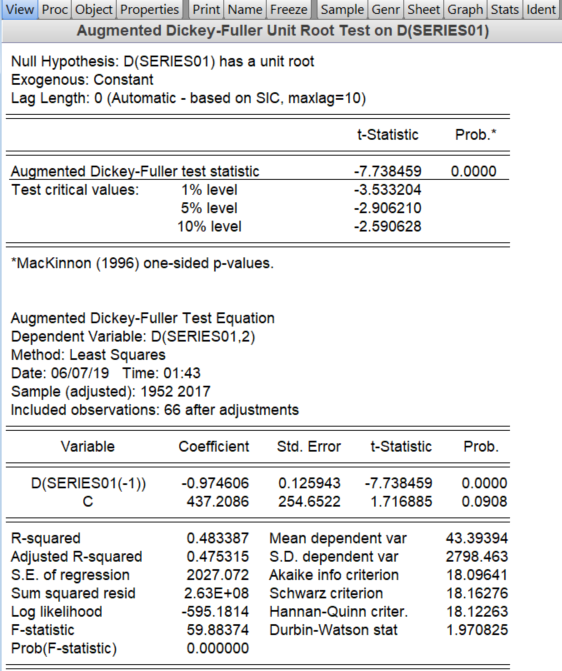 View Proc Object Properties Print Name Freeze Sample Genr Sheet Graph Stats Ident
Augmented Dickey-Fuller Unit Root Test on D(SERIES01)
Null Hypothesis: D(SERIES01) has a unit root
Exogenous: Constant
Lag Length: 0 (Automatic - based on SIC, maxlag=10)
t-Statistic Prob.*
Augmented Dickey-Fuller test statistic -7.738459 0.0000
Test critical values: 1% level -3.533204
5% level -2.906210
10% level -2.590628
*MacKinnon (1996) one-sided p-values.
Augmented Dickey-Fuller Test Equation
Dependent Variable: D(SERIES01,2)
Method: Least Squares
Date: 06/07/19 Time: 01:43
Sample (adjusted): 1952 2017
Included observations: 66 after adjustments
Variable Coefficient Std. Error t-Statistic Prob.
D(SERIES01(-1)) -0.974606 0.125943 -7.738459 0.0000
C 437.2086 254.6522 1.716885 0.0908
R-squared 0.483387 Mean dependent var 43.39394
Adjusted R-squared 0.475315 S.D. dependent var 2798.463
S.E. of regression 2027.072 Akaike info criterion 18.09641
Sum squared resid 2.63E+08 Schwarz criterion 18.16276
Log likelihood -595.1814 Hannan-Quinn criter. 18.12263
F-statistic 59.88374 Durbin-Watson stat 1.970825
Prob(F-statistic) 0.000000